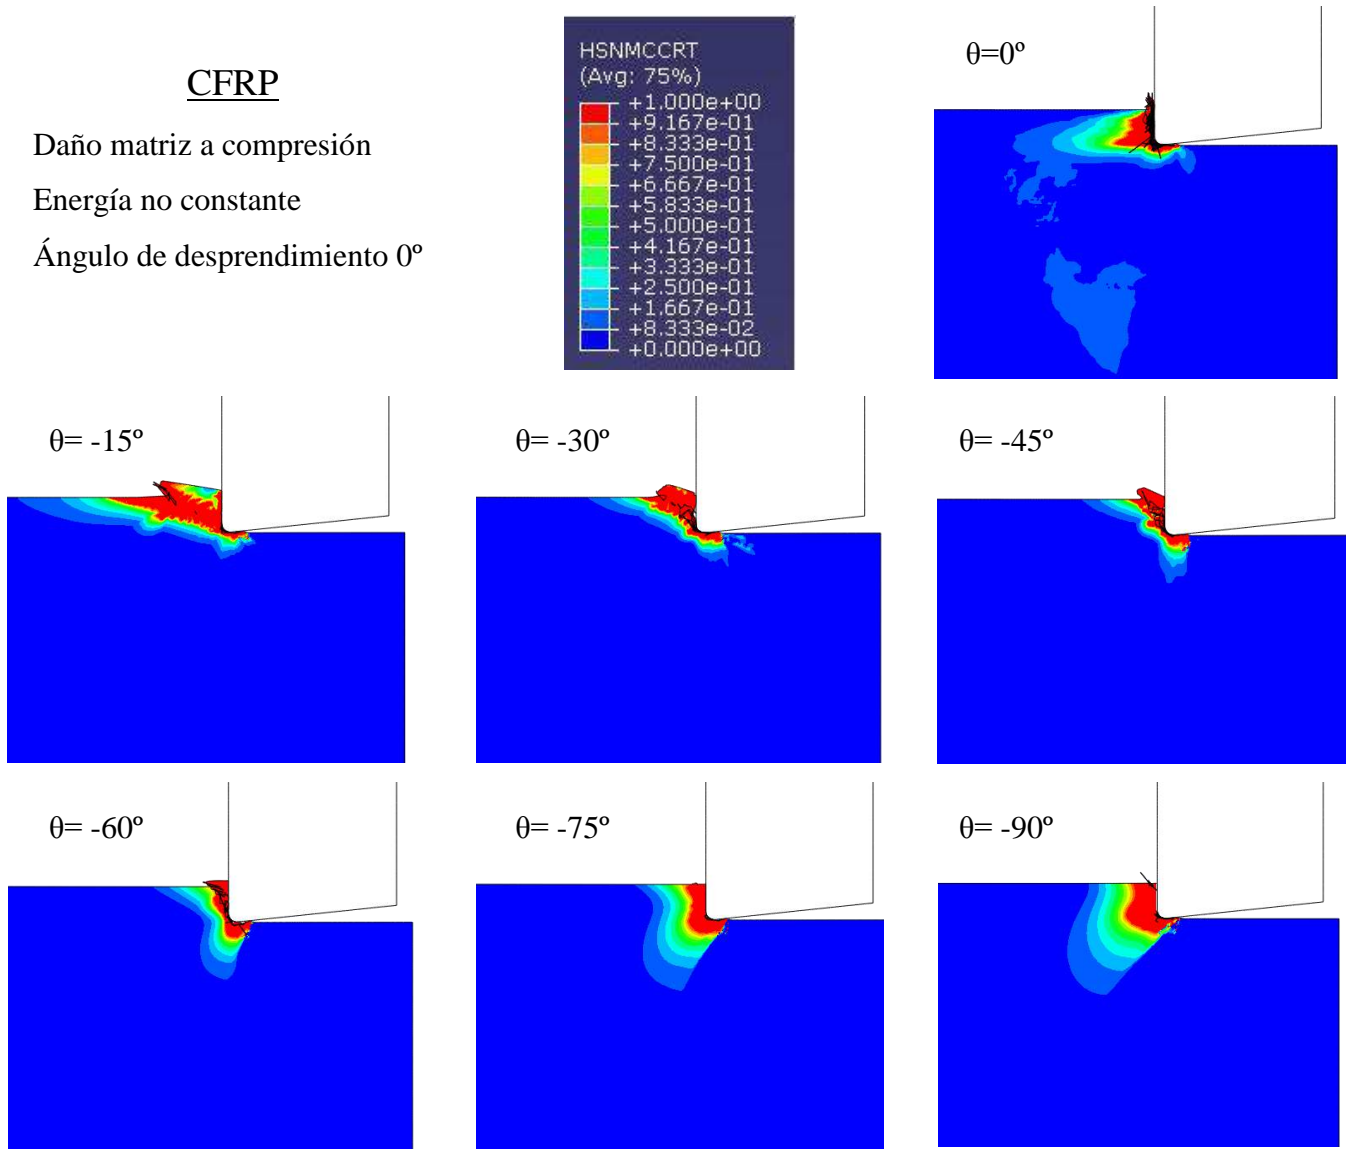 CFRP
Daño matriz a compresión
Energía no constante
Ángulo de desprendimiento 0º
HSNMCCRT
(Avg: 75%)
+1.000e+00
+9.167e-01
+8.333e-01
+7.500e-01
+6.667e-01
+5.833e-01
+5.000e-01
+4.167e-01
+3.333e-01
+2.500e-01
+1.667e-01
+8.333e-02
+0.000e+00
θ=0º
θ= -15º
θ= -30º
θ= -45º
θ= -60º
θ= -75º
θ= -90º